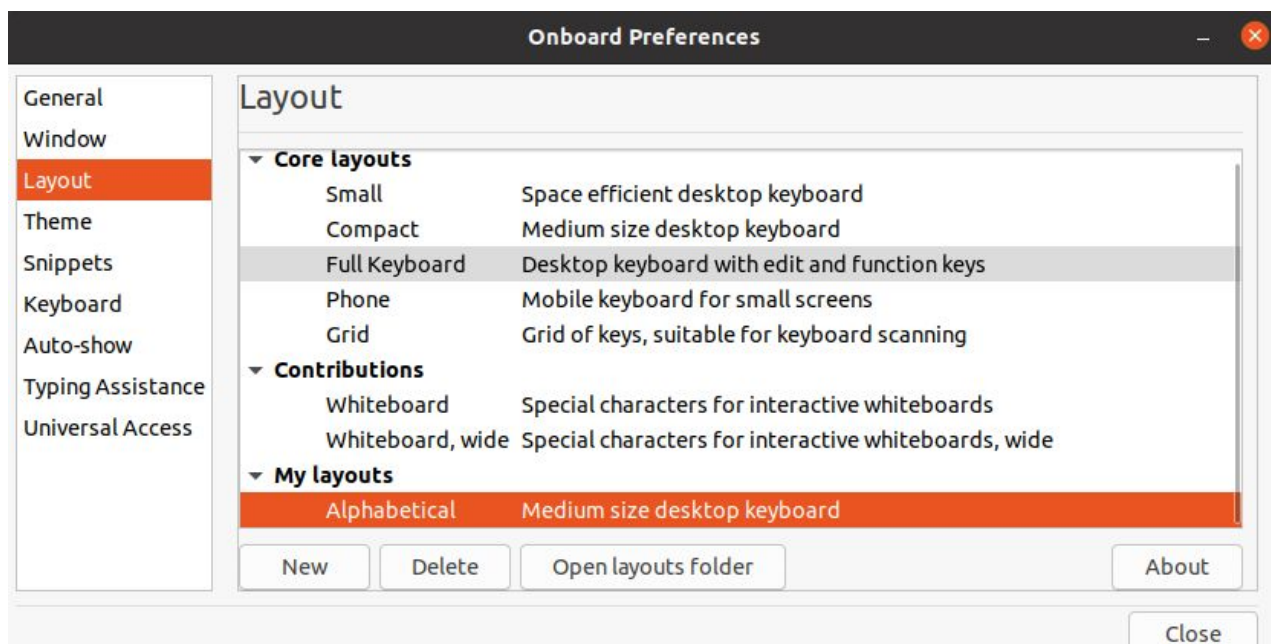 Onboard Preferences
General
Window
Layout
Theme
Snippets
Keyboard
Auto-show
Typing Assistance
Universal Access
Layout
Core layouts
Small Space efficient desktop keyboard
Compact Medium size desktop keyboard
Full Keyboard Desktop keyboard with edit and function keys
Phone Mobile keyboard for small screens
Grid Grid of keys, suitable for keyboard scanning
Contributions
Whiteboard Special characters for interactive whiteboards
Whiteboard, wide Special characters for interactive whiteboards, wide
My layouts
Alphabetical Medium size desktop keyboard
New Delete Open layouts folder About
Close